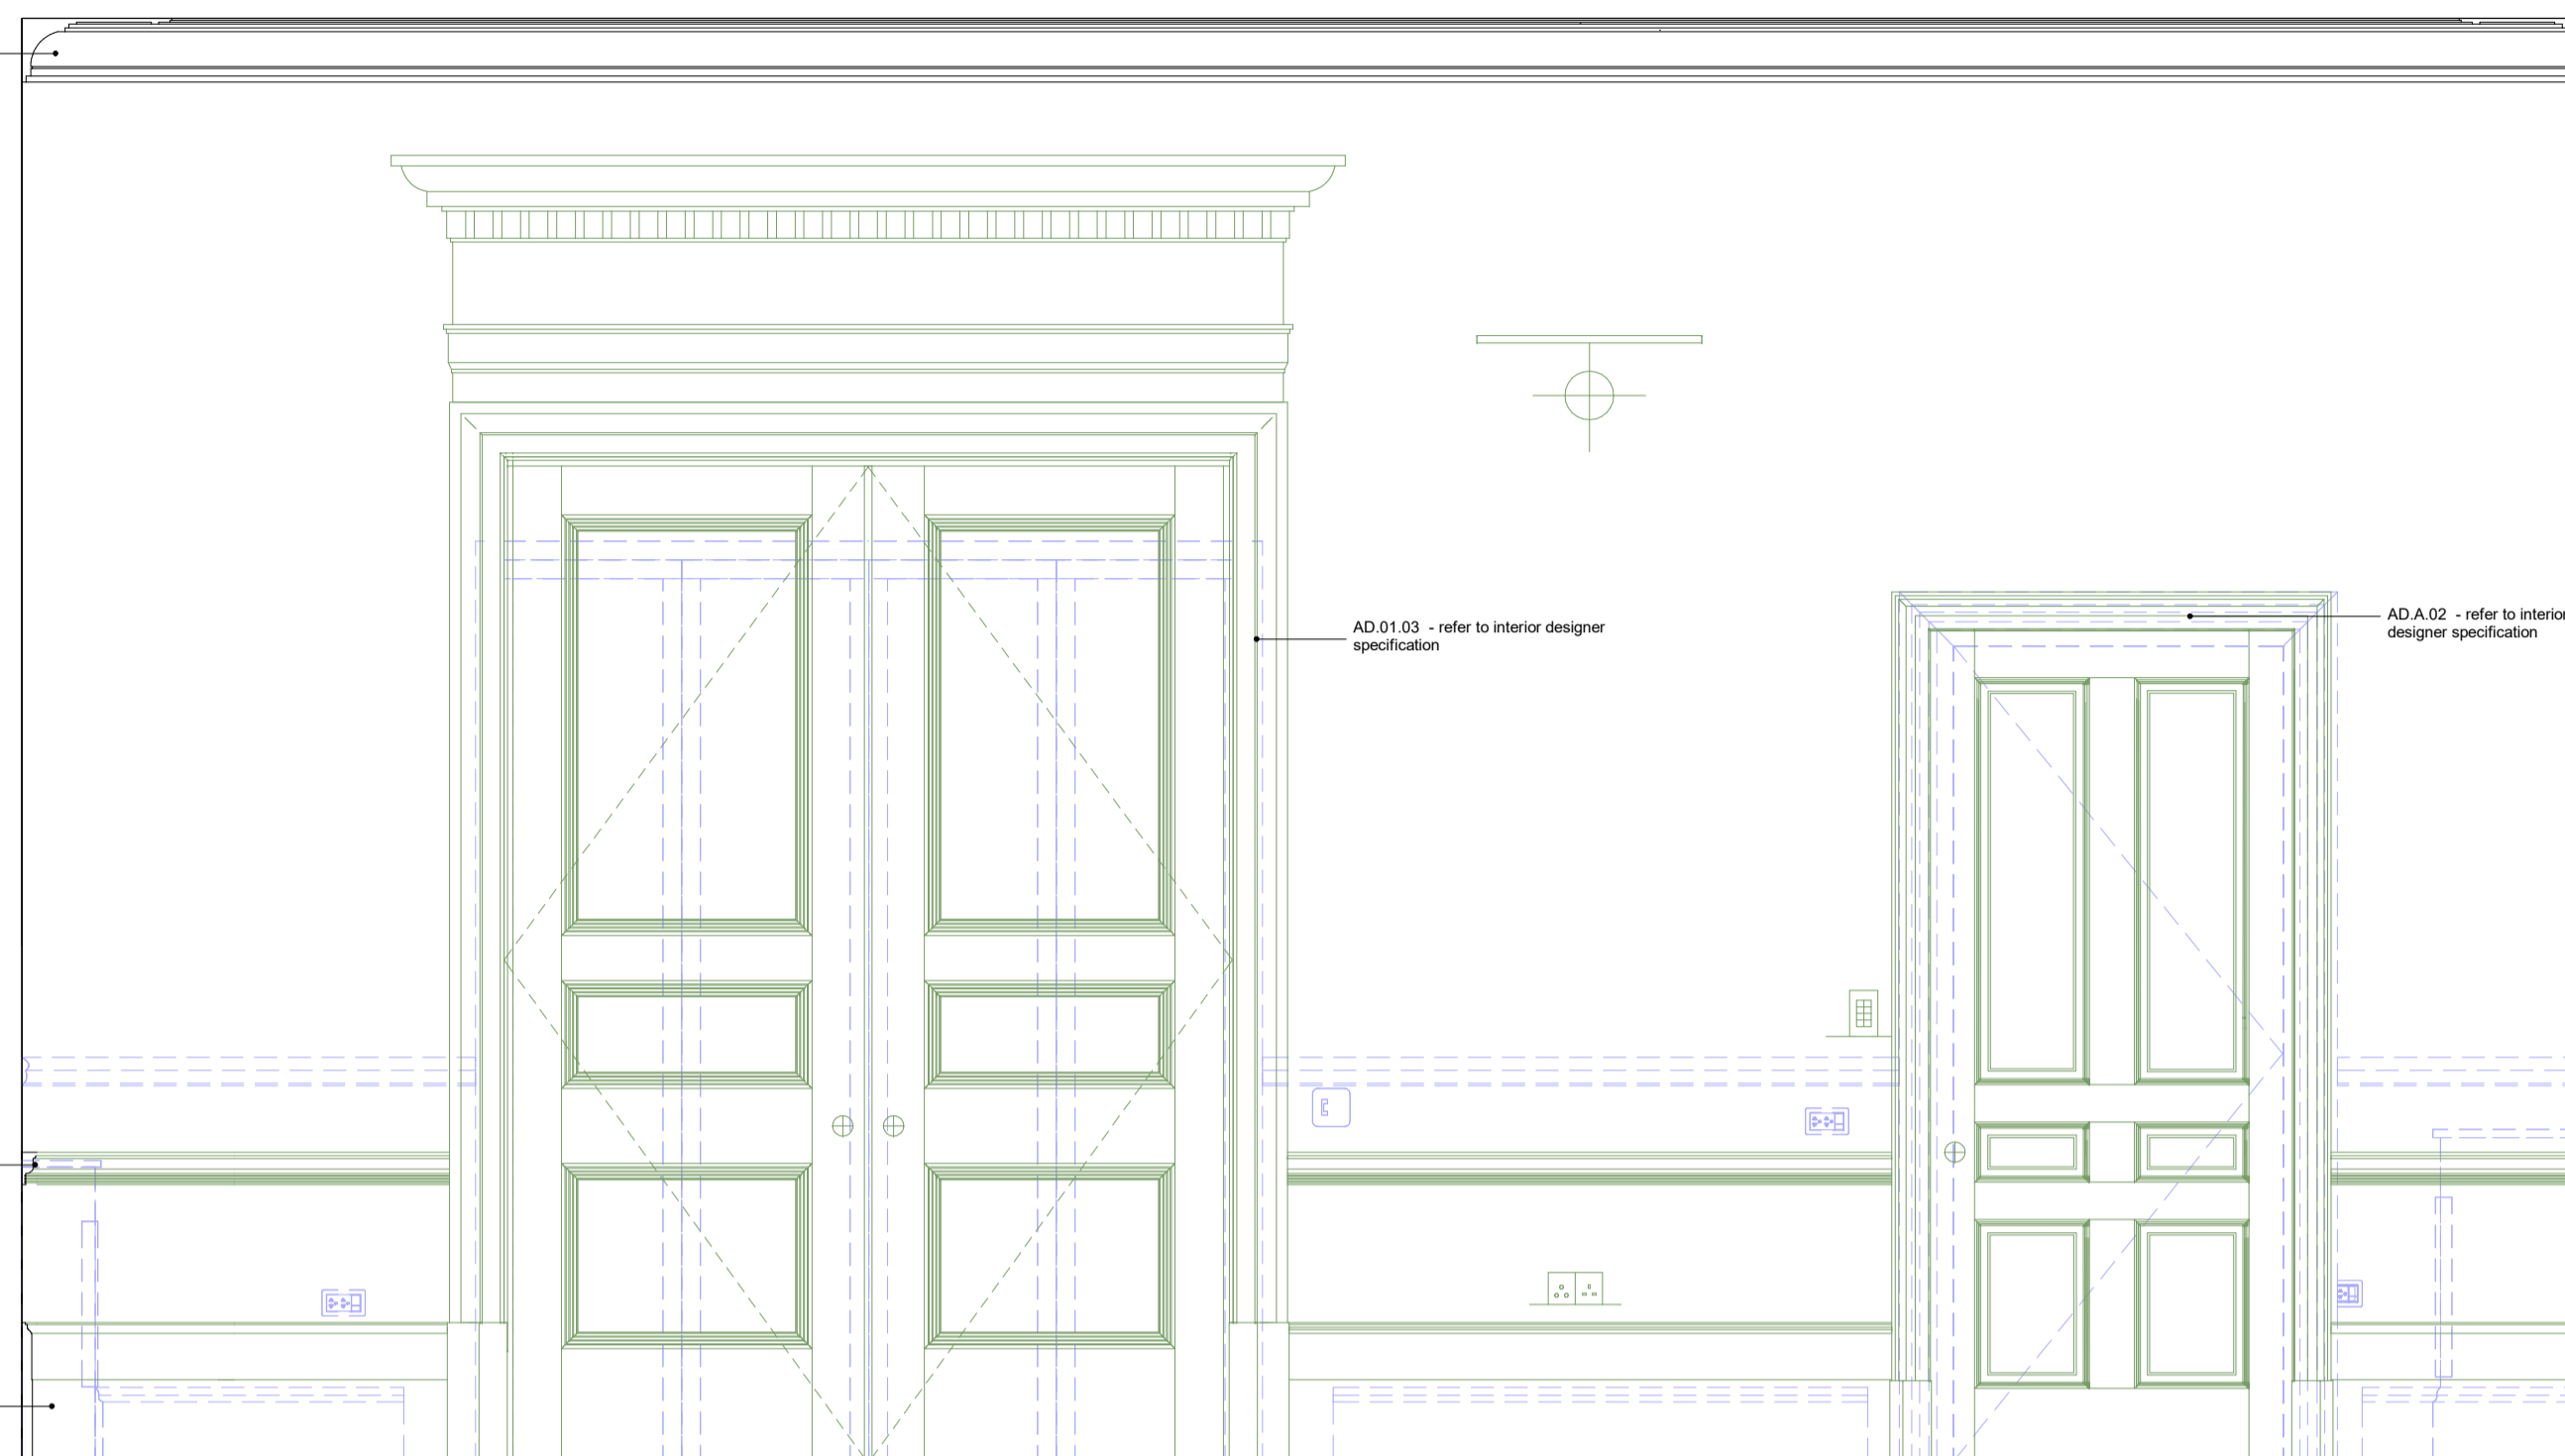 AD.01.03  - refer to interior designer
specification
AD.A.02  - refer to interior
designer specification